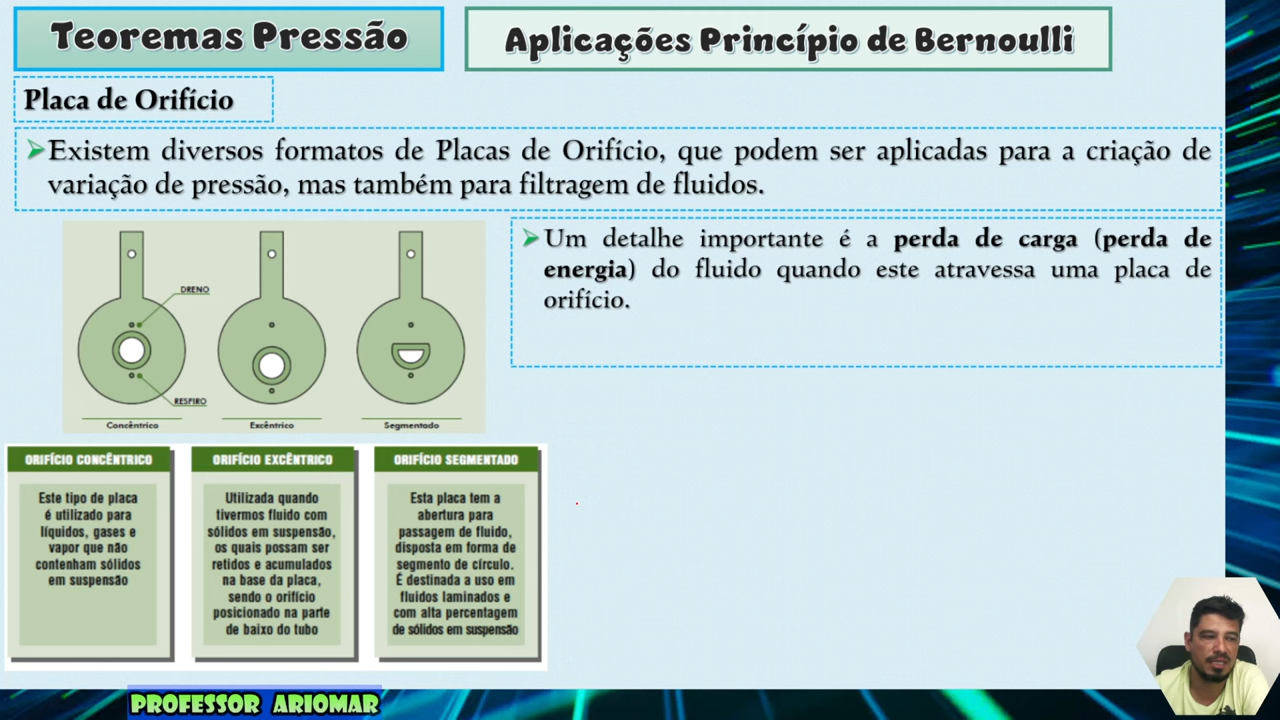 Teoremas Pressão
Aplicações Princípio de Bernoulli
Placa de Orifício
Existem diversos formatos de Placas de Orifício, que podem ser aplicadas para a criação de
variação de pressão, mas também para filtragem de fluidos.
DRENO
RESPIRO
Concêntrico
Excêntrico
Segmentado
Um detalhe importante é a perda de carga (perda de
energia) do fluido quando este atravessa uma placa de
orifício.
ORIFÍCIO CONCÊNTRICO
Este tipo de placa
é utilizado para
líquidos, gases e
vapor que não
contenham sólidos
em suspensão
ORIFÍCIO EXCÊNTRICO
Utilizada quando
tivermos fluido com
sólidos em suspensão,
os quais possam ser
retidos e acumulados
na base da placa,
sendo o orifício
posicionado na parte
de baixo do tubo
ORIFÍCIO SEGMENTADO
Esta placa tem a
abertura para
passagem de fluido,
disposta em forma de
segmento de círculo.
É destinada a uso em
fluidos laminados e
com alta percentagem
de sólidos em suspensão
PROFESSOR ARIOMAR